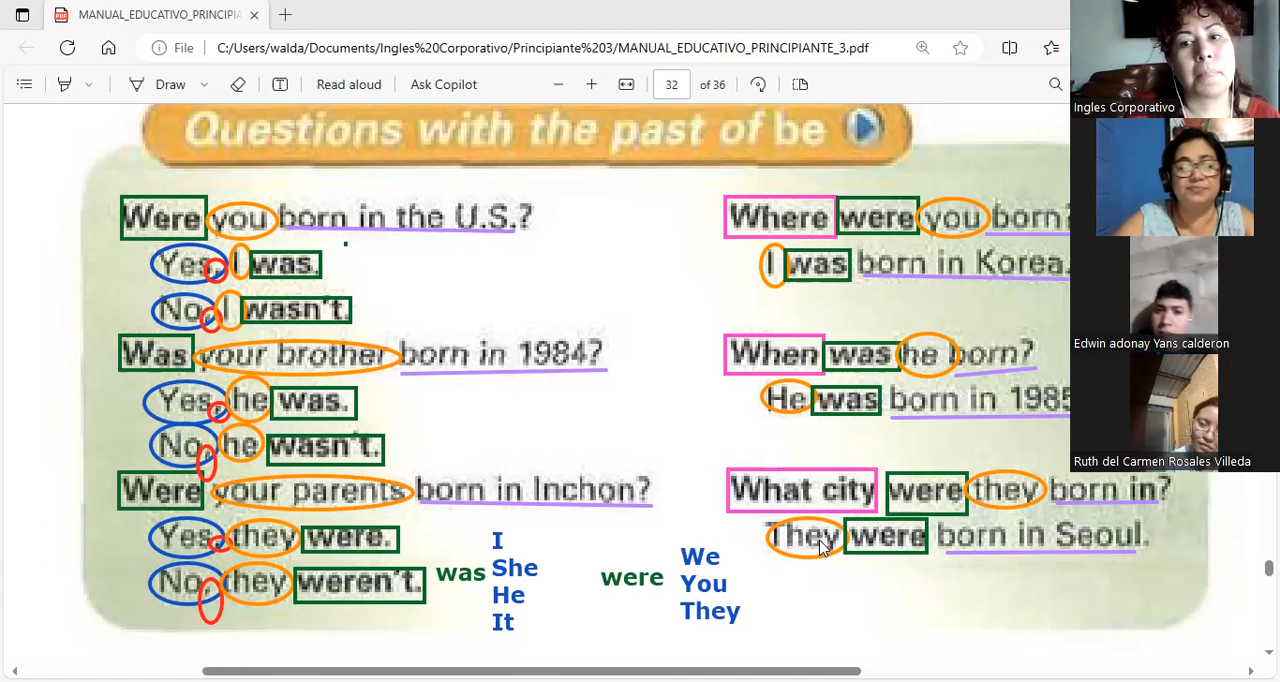 MANUAL_EDUCATIVO_PRINCIPIA
File
C:/Users/walda/Documents/Ingles%20Corporativo/Principiante%203/MANUAL_EDUCATIVO_PRINCIPIANTE_3.pdf
Draw
Read aloud
Ask Copilot
32
of 36
Questions with the past of be
Were you born in the U.S.?
Yes, I was.
No, I wasn't.
Was your brother born in 1984?
Yes, he was.
No, he wasn't.
Were your parents born in Inchon?
Yes, they were.
No, they weren't.
was
I
She
He
It
were
We
You
They
Where were you born?
I was born in Korea.
When was he born?
He was born in 1985
What city were they born in?
They were born in Seoul.
Ingles Corporativo
Edwin adonay Yans calderon
Ruth del Carmen Rosales Villeda